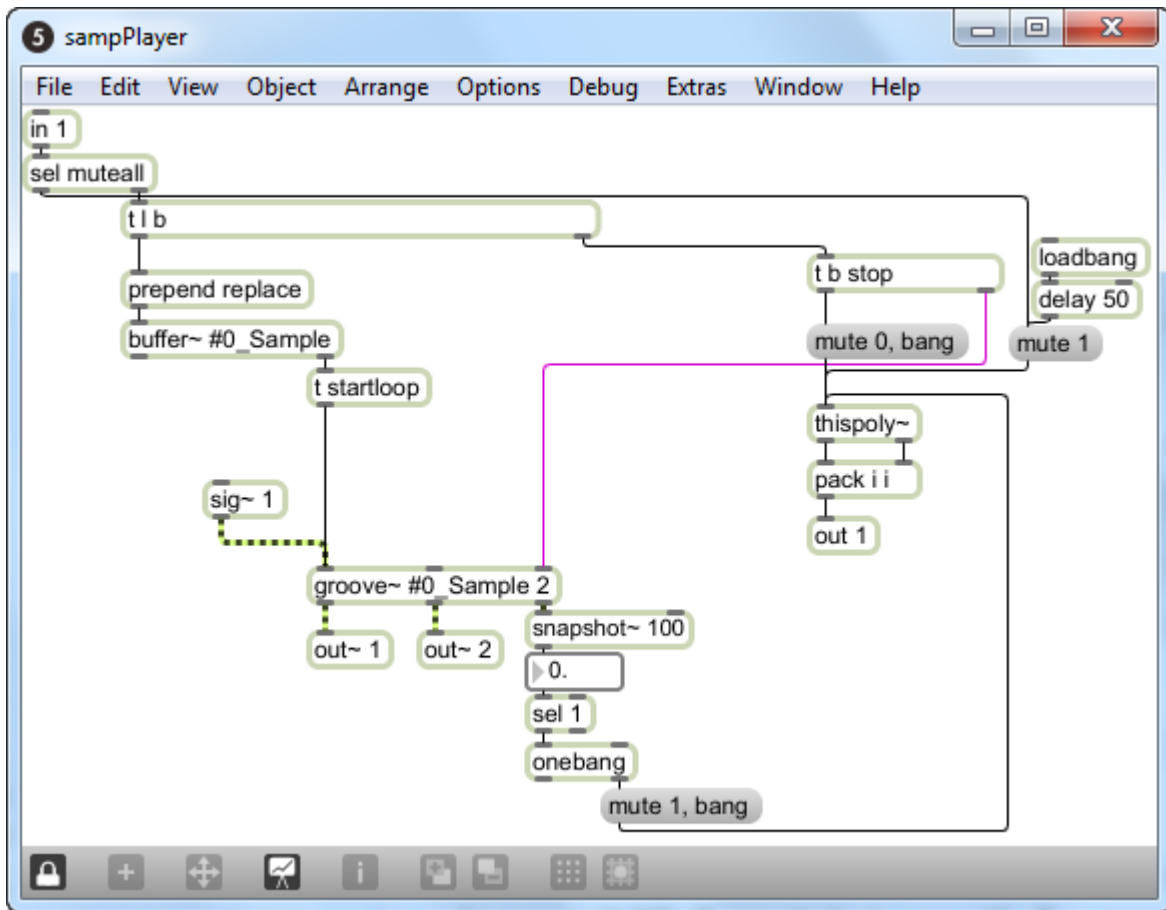 5 sampPlayer
File Edit View Object Arrange Options Debug Extras Window Help
in 1
sel muteall
t l b
loadbang
t b stop
prepend replace
delay 50
buffer~ #0_Sample
mute 0, bang
mute 1
t startloop
thispoly~
pack i i
sig~ 1
out 1
groove~ #0_Sample 2
snapshot~ 100
out~ 1
out~ 2
0.
sel 1
onebang
mute 1, bang